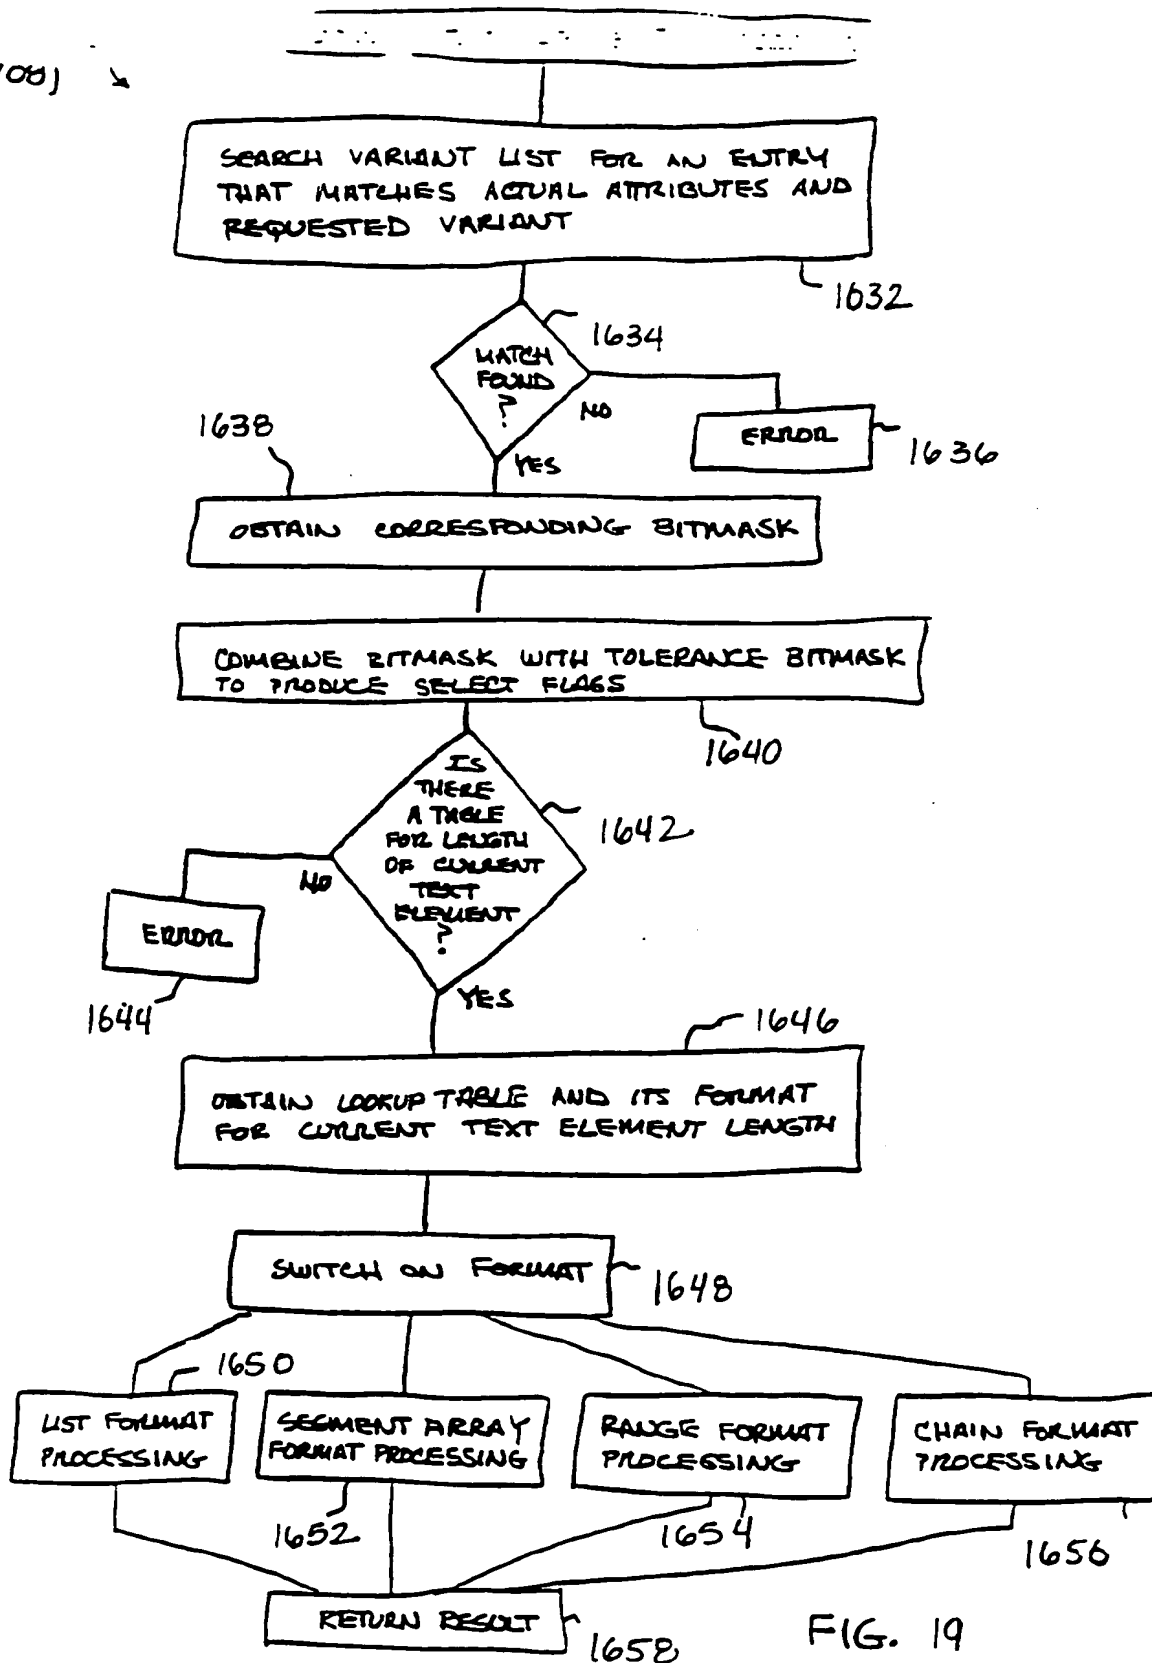 SEARCH VARIANT LIST FOR AN ENTRY
THAT MATCHES ACTUAL ATTRIBUTES AND
REQUESTED VARIANT
1632
1634
MATCH
FOUND
?
NO
ERROR
1636
1638
YES
OBTAIN CORRESPONDING BITMASK
COMBINE BITMASK WITH TOLERANCE BITMASK
TO PRODUCE SELECT FLAGS
1640
IS
THERE
A TABLE
FOR LENGTH
OF CURRENT
TEXT
ELEMENT
?
1642
NO
ERROR
1644
YES
1646
OBTAIN LOOKUP TABLE AND ITS FORMAT
FOR CURRENT TEXT ELEMENT LENGTH
SWITCH ON FORMAT
1648
1650
LIST FORMAT
PROCESSING
SEGMENT ARRAY
FORMAT PROCESSING
RANGE FORMAT
PROCESSING
CHAIN FORMAT
PROCESSING
1652
1654
1656
RETURN RESULT
1658
FIG. 19